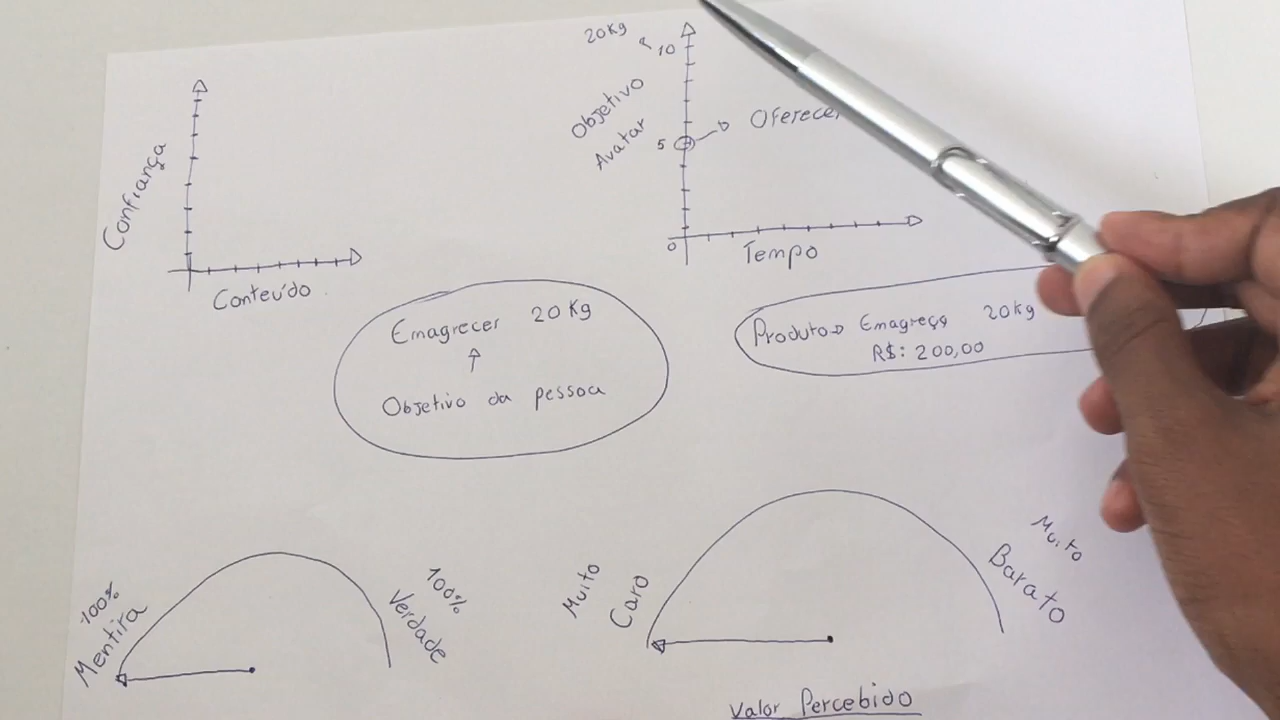 Confiança
Conteúdo
20Kg
10
Objetivo
Avatar
5
0
Tempo
Emagrecer 20Kg
Objetivo da pessoa
Produto Emagreça 20Kg
R$: 200,00
100%
Mentira
100%
Verdade
Muito
Caro
Muito
Barato
Valor Percebido